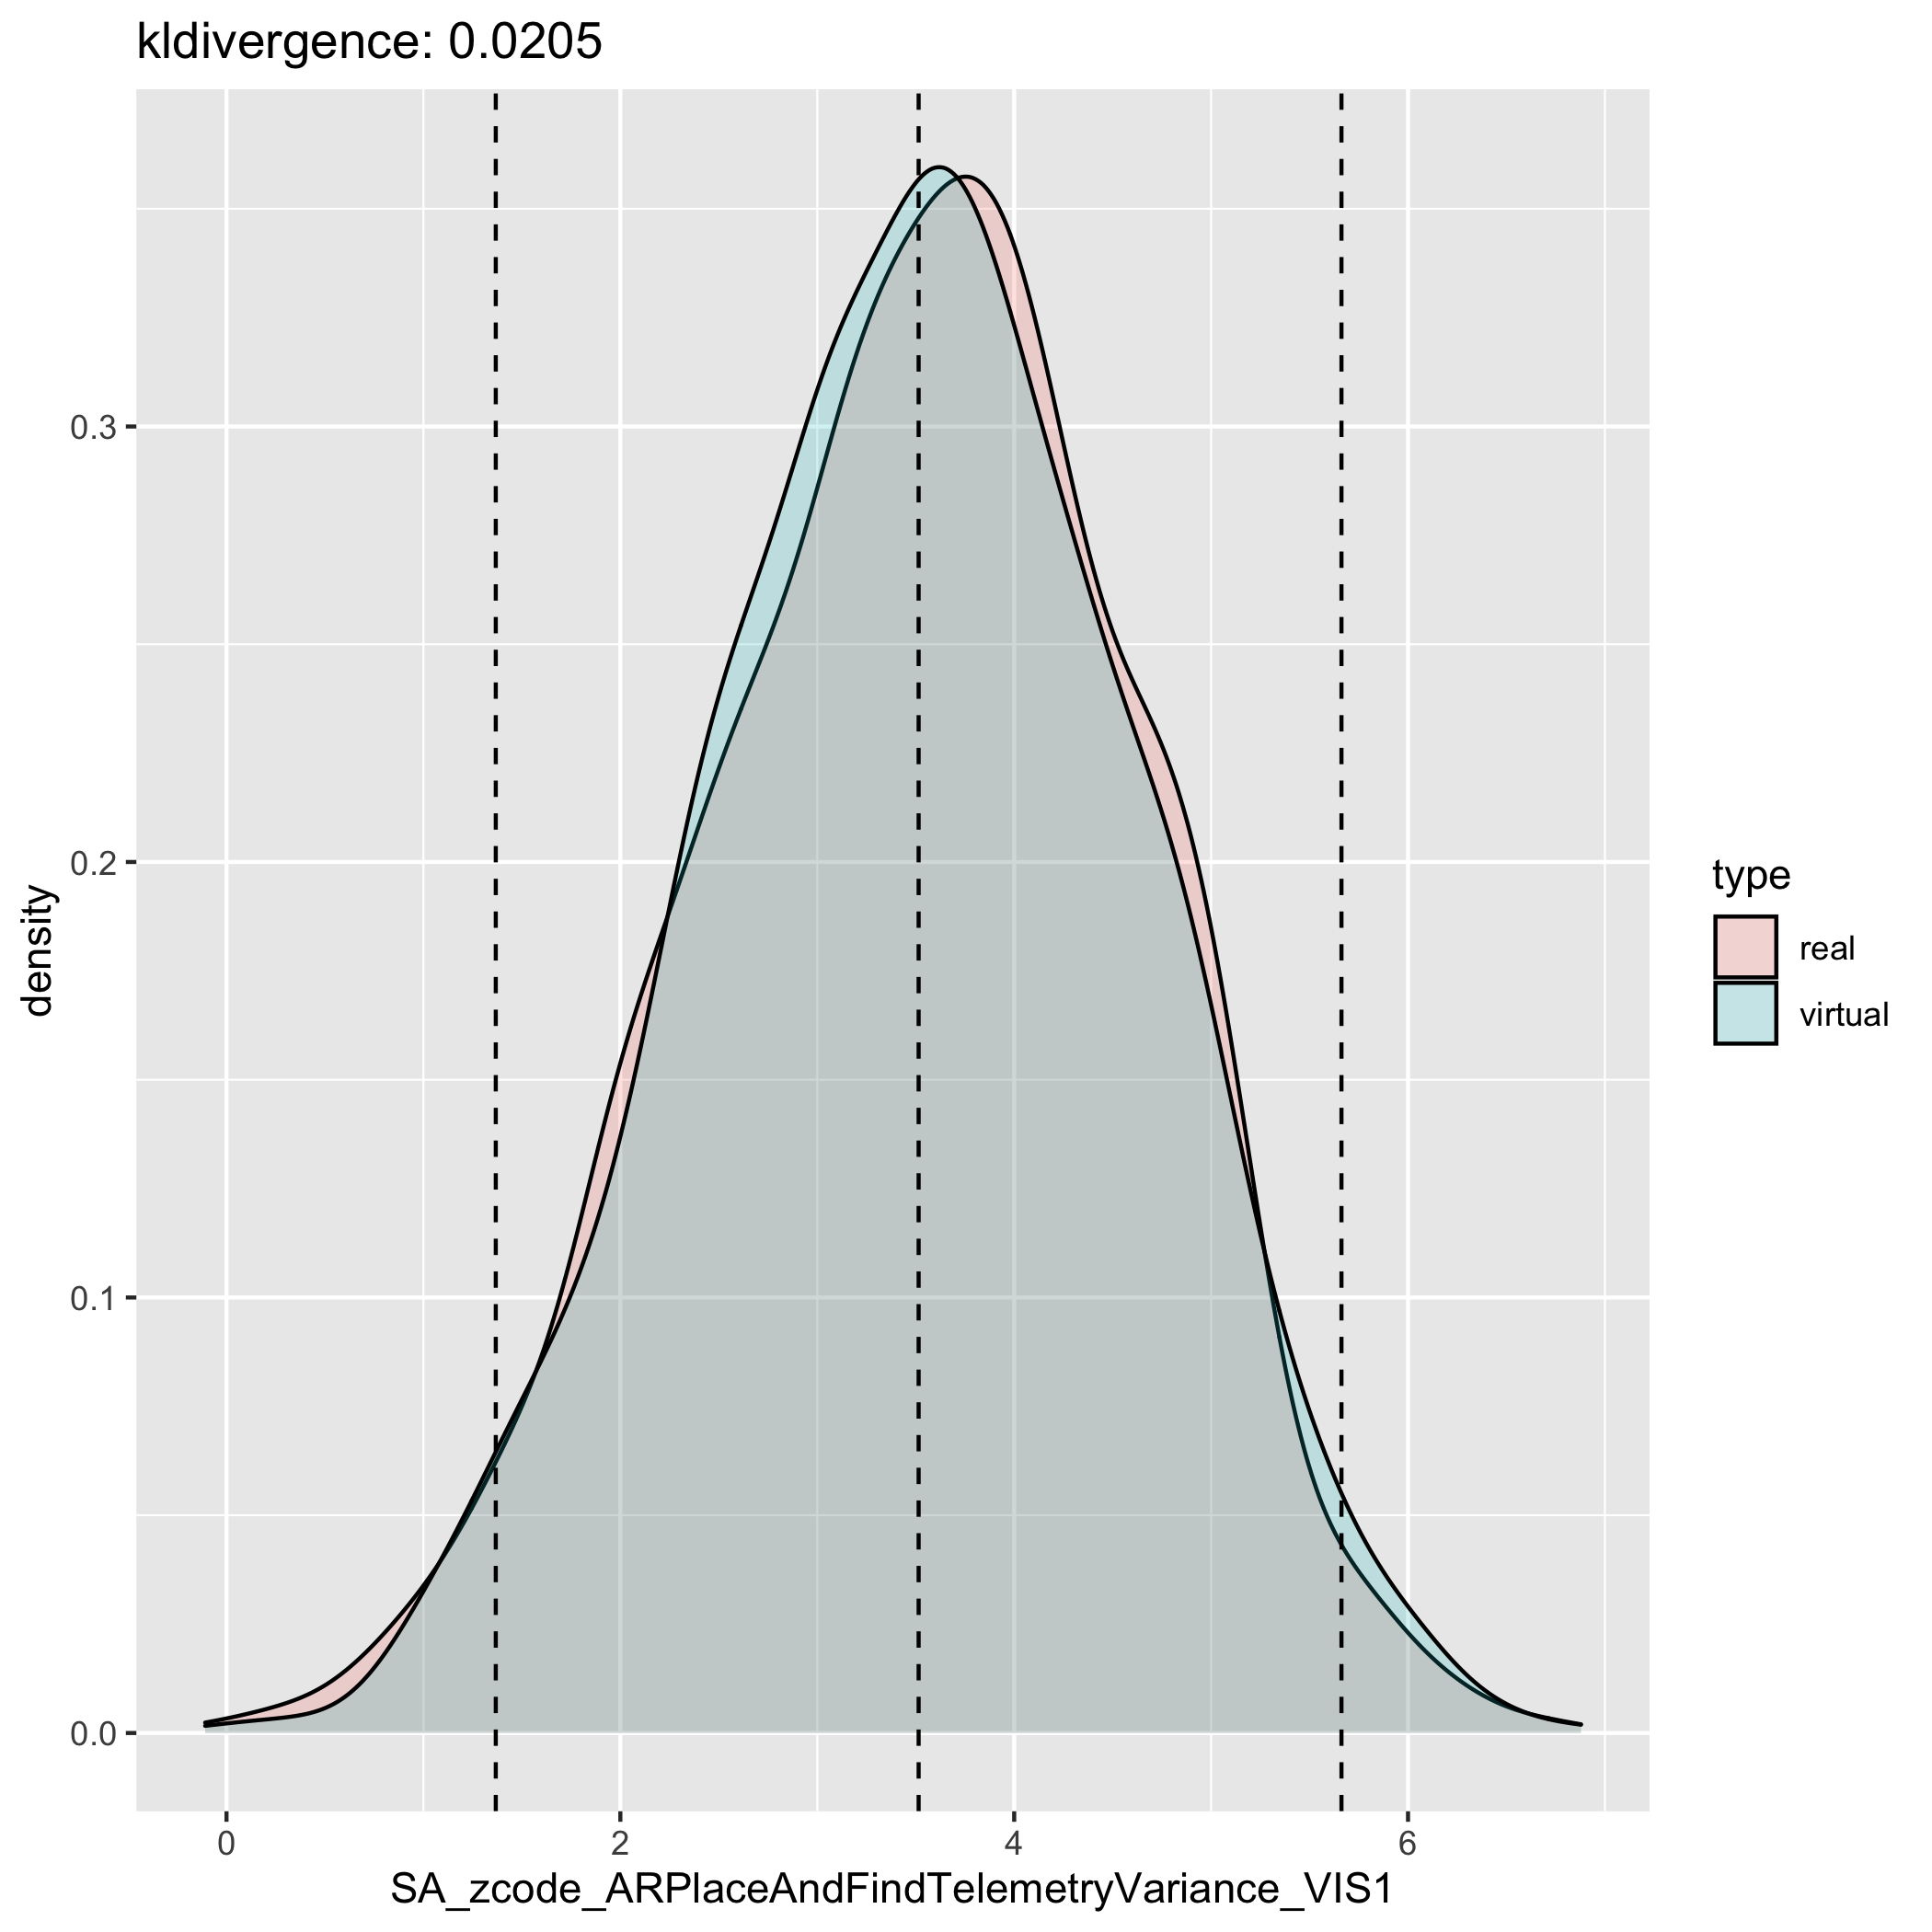 kldivergence: 0.0205
0.3
0.2
0.1
0.0
density
0 2 4 6
SA_zcode_ARPlaceAndFindTelemetryVariance_VIS1
type
real
virtual